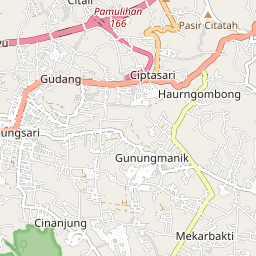 Citali
Pamulihan
166
Pasir Citatah
Gudang
Ciptasari
Haurngombong
ungsari
Gunungmanik
Cinanjung
Mekarbakti